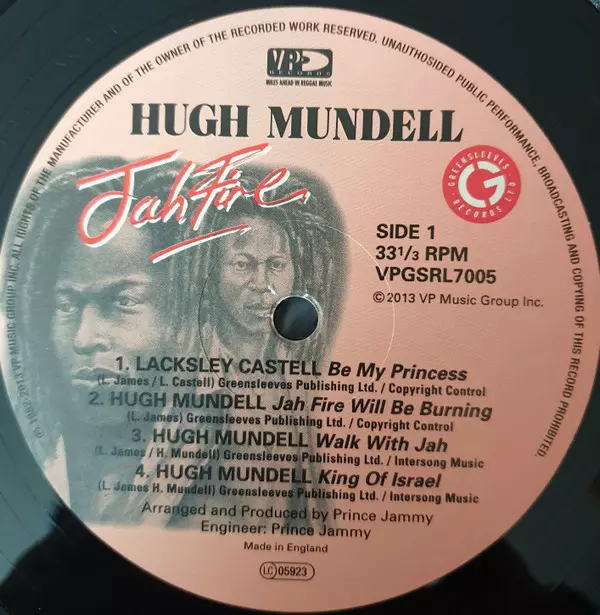 OF THE MANUFACTURER AND OF THE OWNER OF THE RECORDED WORK RESERVED. UNAUTHOSIDED PUBLIC PERFORMANCE, BROADCASTING AND COPYING OF THIS RECORD PROHIBITED.
VP
RECORDS
MILES AHEAD IN REGGAE MUSIC
HUGH MUNDELL
Jah Fire
GREENSLEEVES
RECORDS LTD
G
SIDE 1
33 1/3 RPM
VPGSRL7005
© 2013 VP Music Group Inc.
1. LACKSLEY CASTELL Be My Princess
(L. James / L. Castell) Greensleeves Publishing Ltd. / Copyright Control
2. HUGH MUNDELL Jah Fire Will Be Burning
(L. James) Greensleeves Publishing Ltd. / Copyright Control
3. HUGH MUNDELL Walk With Jah
(L. James / H. Mundell) Greensleeves Publishing Ltd. / Intersong Music
4. HUGH MUNDELL King Of Israel
(L. James H. Mundell) Greensleeves Publishing Ltd. / Intersong Music
Arranged and Produced by Prince Jammy
Engineer: Prince Jammy
Made in England
LC 05923
2013 VP MUSIC GROUP INC. ALL RIGHTS